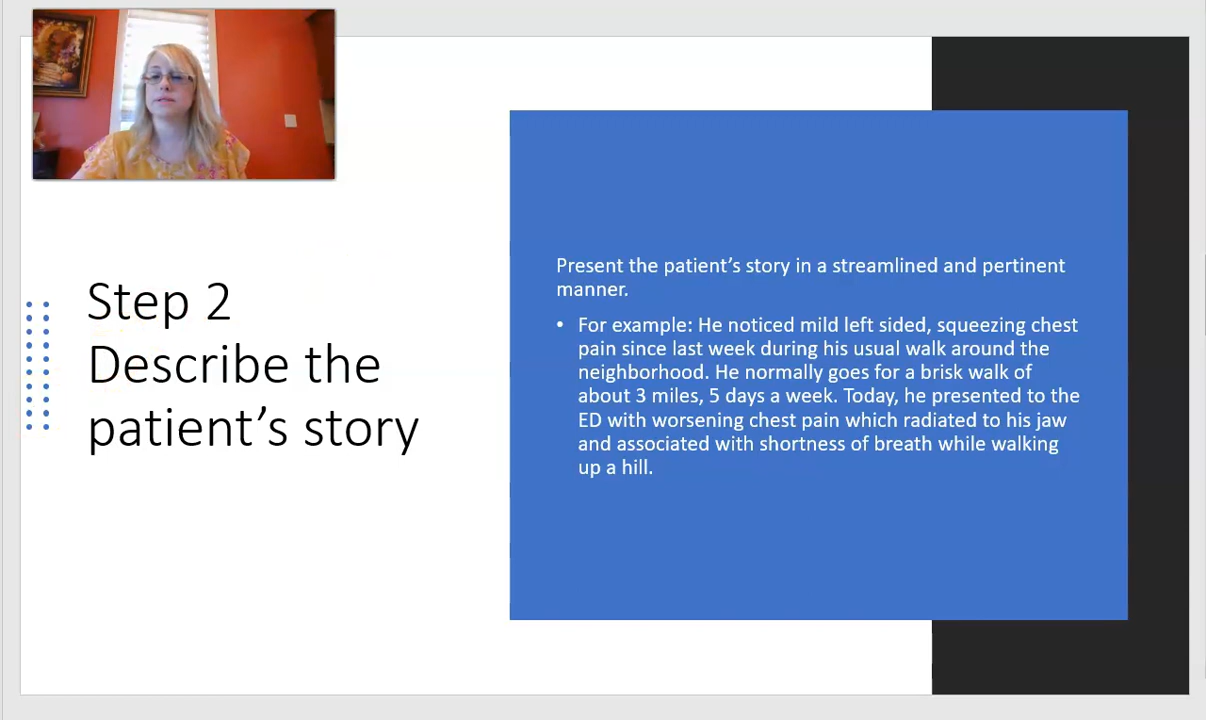 Step 2
Describe the
patient’s story
Present the patient’s story in a streamlined and pertinent
manner.
• For example: He noticed mild left sided, squeezing chest
pain since last week during his usual walk around the
neighborhood. He normally goes for a brisk walk of
about 3 miles, 5 days a week. Today, he presented to the
ED with worsening chest pain which radiated to his jaw
and associated with shortness of breath while walking
up a hill.